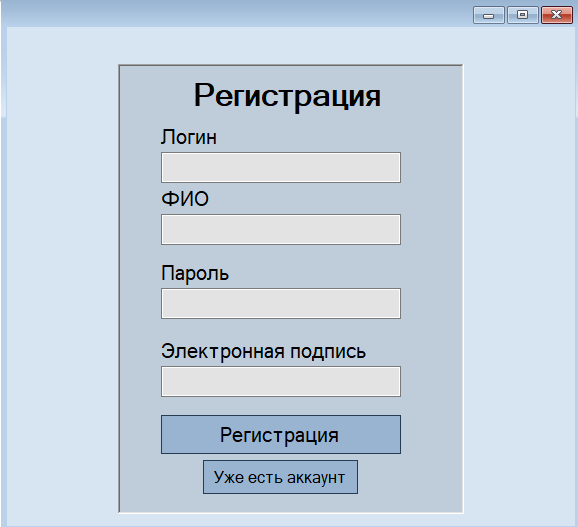 Регистрация
Логин
ФИО
Пароль
Электронная подпись
Регистрация
Уже есть аккаунт